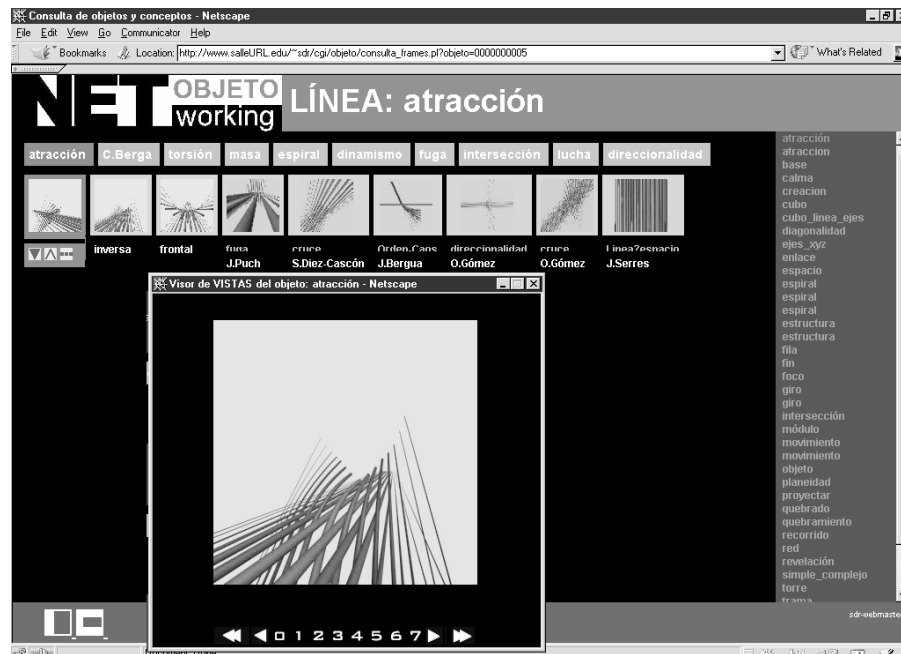 Consulta de objetos y conceptos - Netscape
File Edit View Go Communicator Help
Bookmarks Location: http://www.salleURL.edu/~sdr/cgi/objeto/consulta_frames.pl?objeto=0000000005 What's Related
NET OBJETO working LÍNEA: atracción
atracción C.Berga torsión masa espiral dinamismo fuga intersección lucha direccionalidad
inversa frontal fuga cruce Orden-Caos direccionalidad cruce Linea?espacio
J.Puch S.Diez-Cascón J.Bergua O.Gómez O.Gómez J.Serres
Visor de VISTAS del objeto: atracción - Netscape
0 1 2 3 4 5 6 7
atracción
atraccion
base
calma
creacion
cubo
cubo_linea_ejes
diagonalidad
ejes_xyz
enlace
espacio
espiral
espiral
espiral
estructura
estructura
fila
fin
foco
giro
giro
intersección
módulo
movimiento
movimiento
objeto
planeidad
proyectar
quebrado
quebramiento
recorrido
red
revelación
simple_complejo
torre
trama
sdr-webmaster